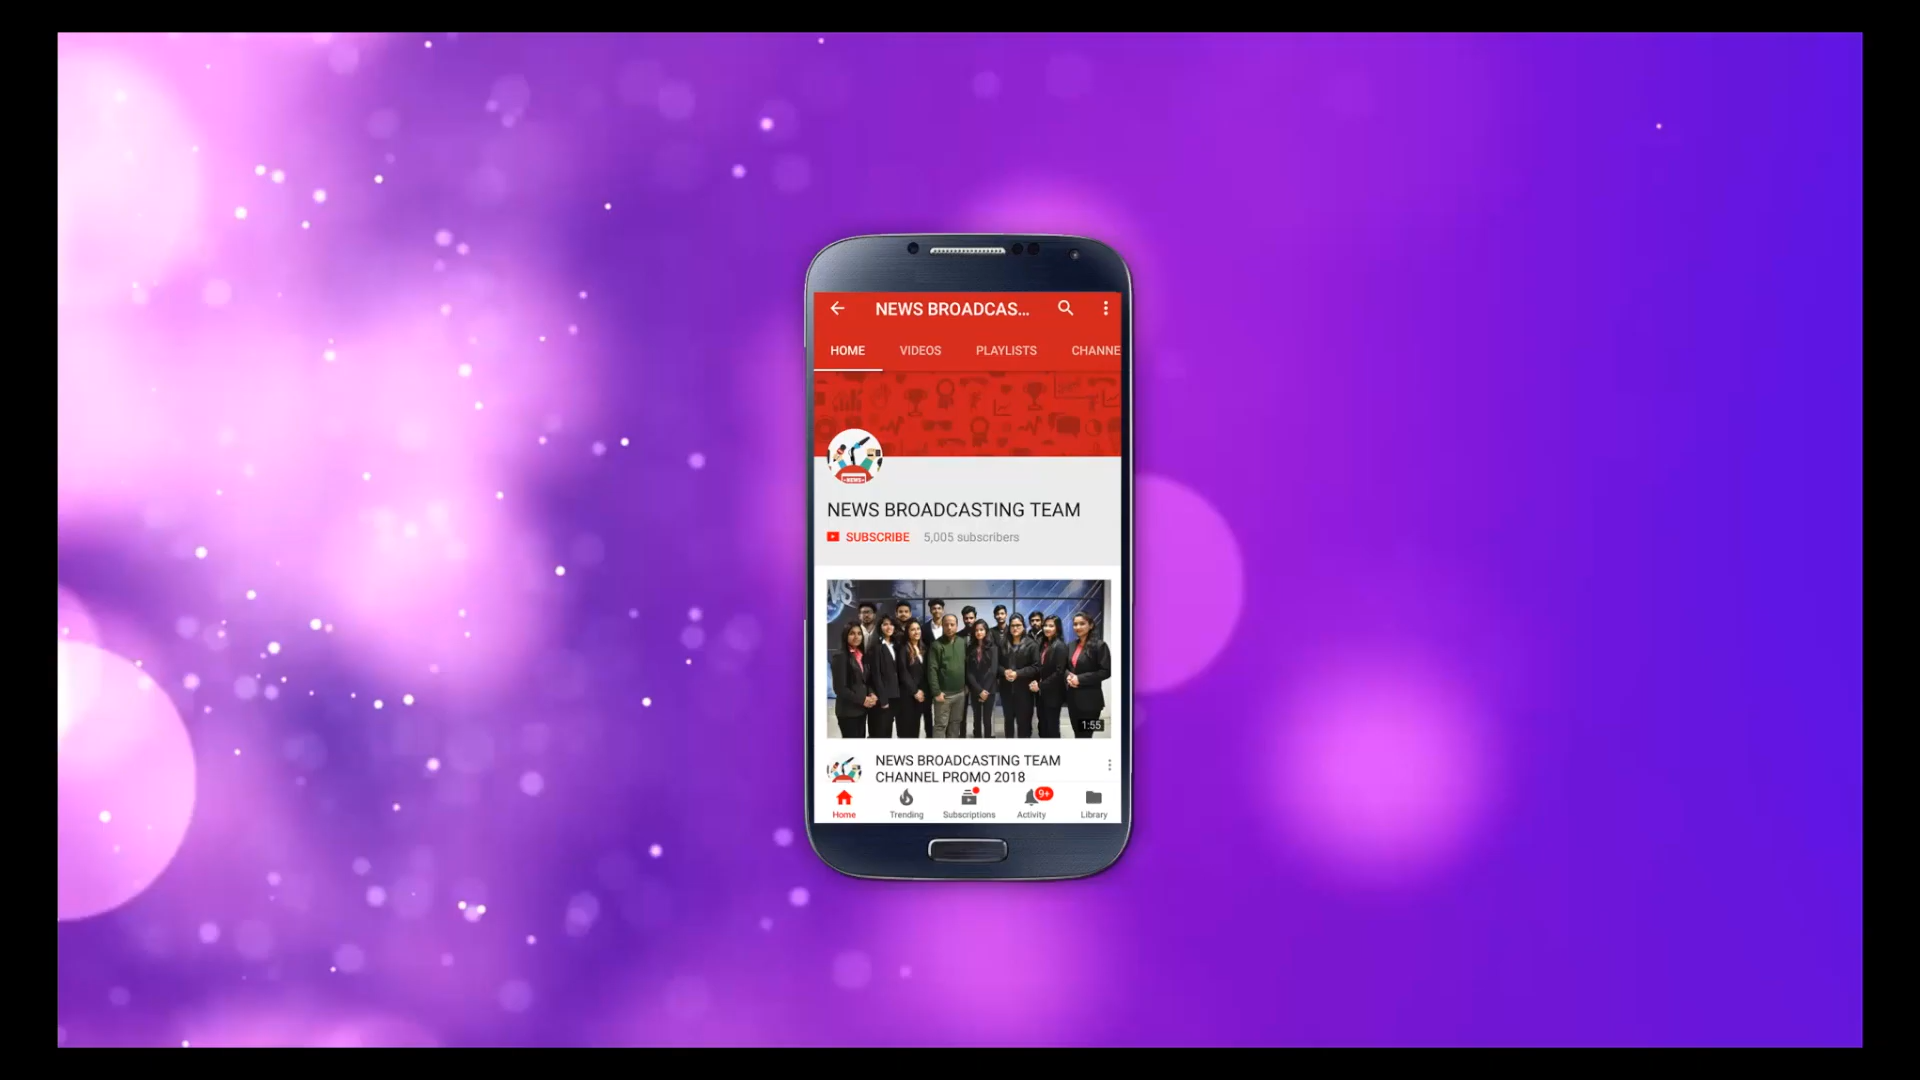 NEWS BROADCAS...
HOME VIDEOS PLAYLISTS CHANNE
NEWS
NEWS BROADCASTING TEAM
SUBSCRIBE 5,005 subscribers
1:55
NEWS BROADCASTING TEAM
CHANNEL PROMO 2018
9+
Home Trending Subscriptions Activity Library